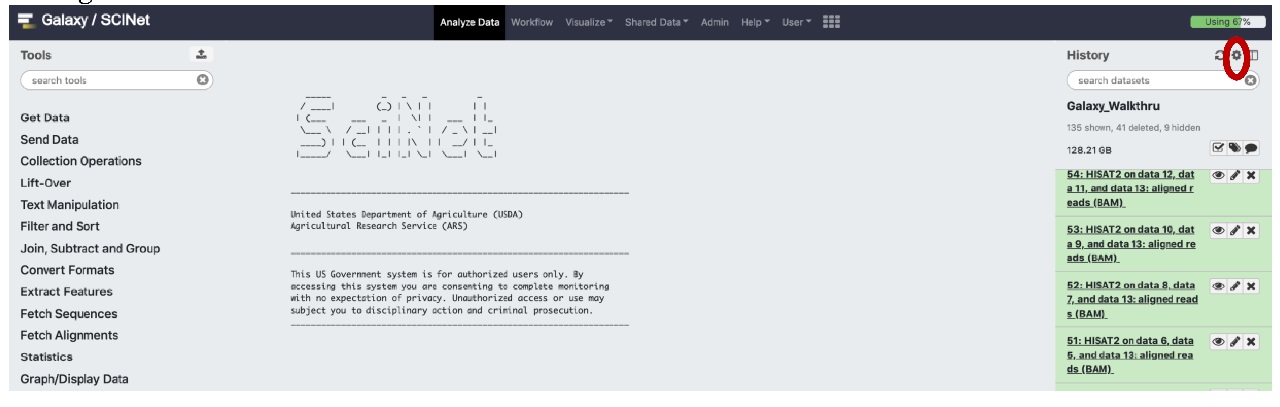 Galaxy / SCINet
Analyze Data Workflow Visualize Shared Data Admin Help User
Using 67%
Tools
search tools
Get Data
Send Data
Collection Operations
Lift-Over
Text Manipulation
Filter and Sort
Join, Subtract and Group
Convert Formats
Extract Features
Fetch Sequences
Fetch Alignments
Statistics
Graph/Display Data
SCINet
United States Department of Agriculture (USDA)
Agricultural Research Service (ARS)
This US Government system is for authorized users only. By
accessing this system you are consenting to complete monitoring
with no expectation of privacy. Unauthorized access or use may
subject you to disciplinary action and criminal prosecution.
History
search datasets
Galaxy_Walkthru
135 shown, 41 deleted, 9 hidden
128.21 GB
54: HISAT2 on data 12, dat
a 11, and data 13: aligned r
eads (BAM)
53: HISAT2 on data 10, dat
a 9, and data 13: aligned re
ads (BAM)
52: HISAT2 on data 8, data
7, and data 13: aligned read
s (BAM)
51: HISAT2 on data 6, data
5, and data 13: aligned rea
ds (BAM)